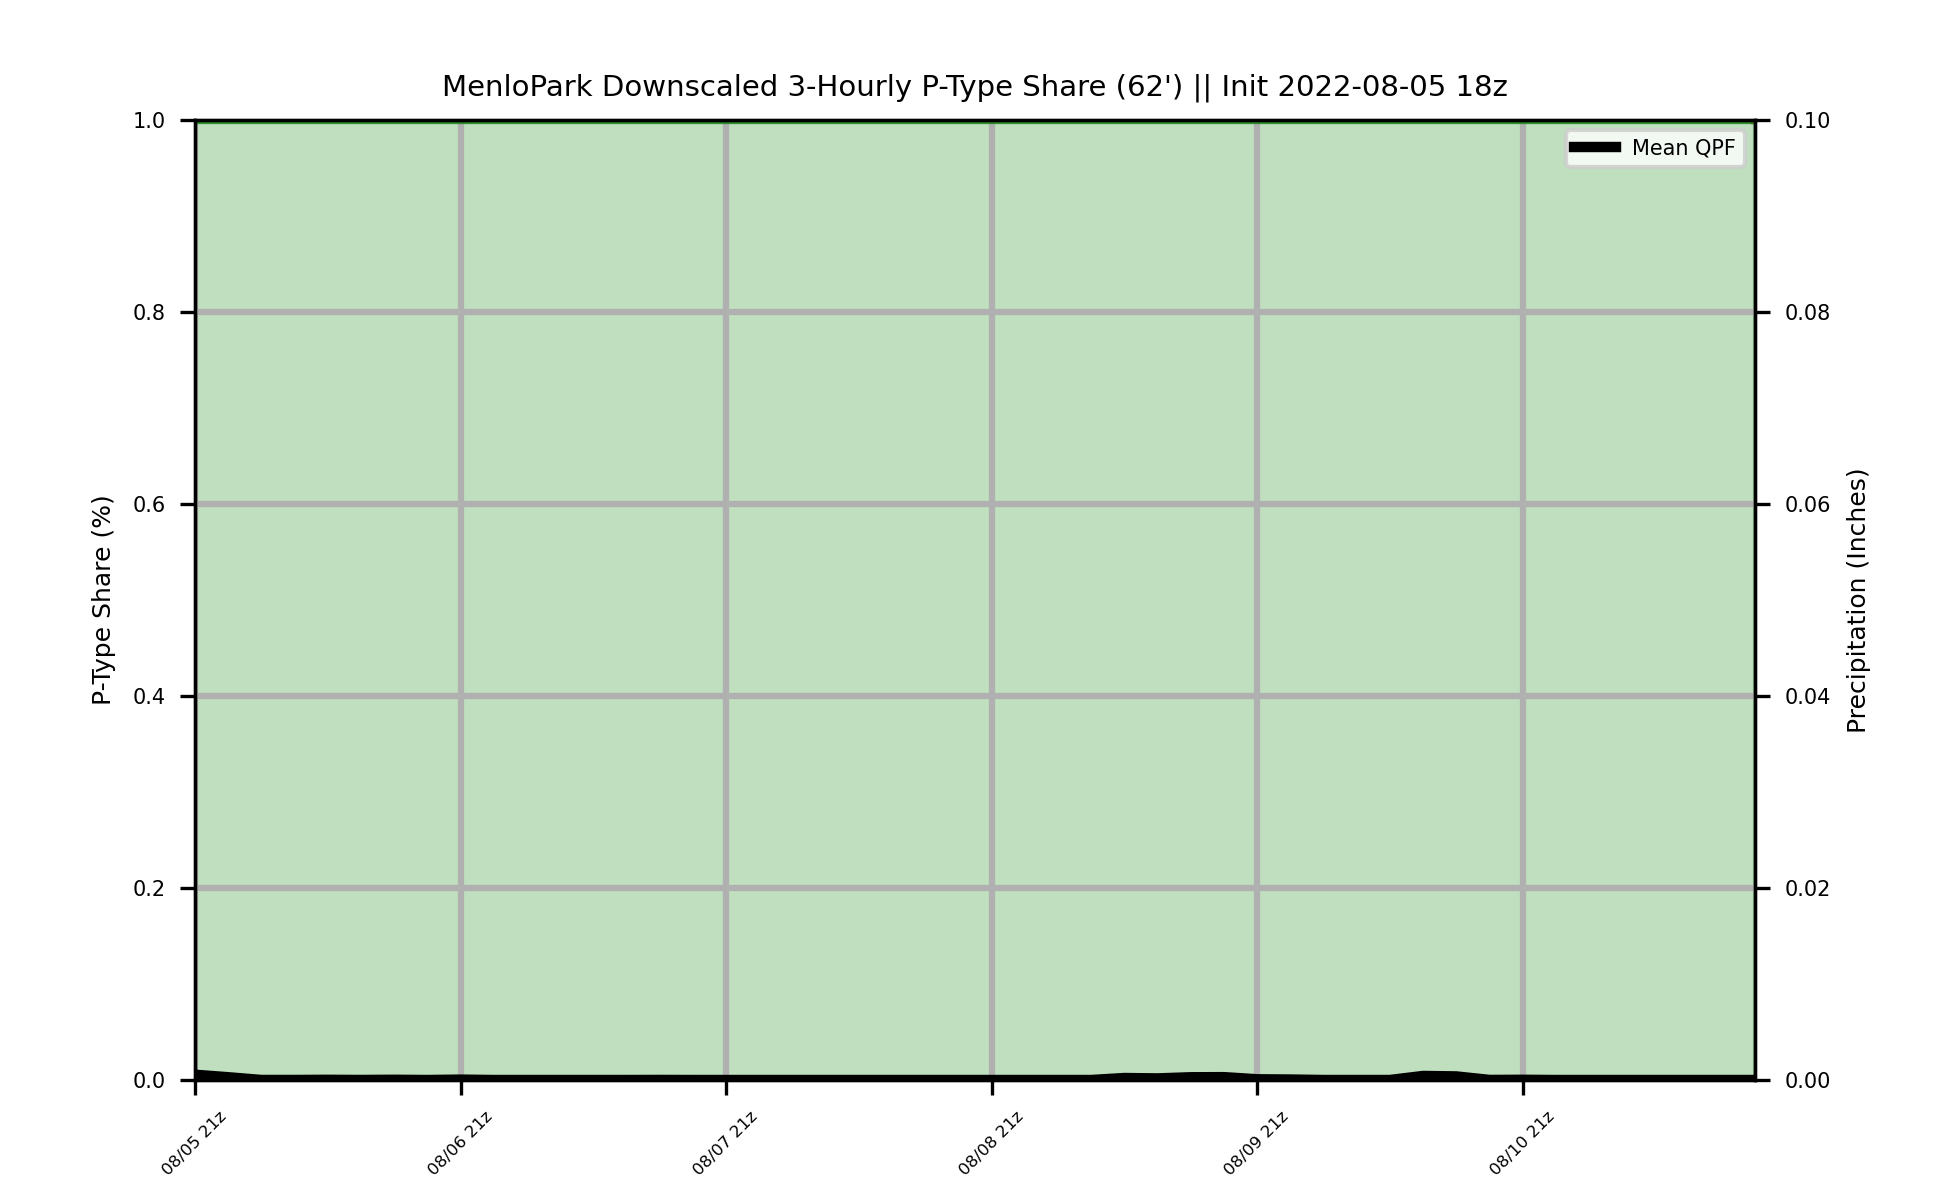 MenloPark Downscaled 3-Hourly P-Type Share (62') || Init 2022-08-05 18z
Mean QPF
P-Type Share (%)
1.0
0.8
0.6
0.4
0.2
0.0
0.10
0.08
0.06
0.04
0.02
0.00
Precipitation (Inches)
08/05 21z
08/06 21z
08/07 21z
08/08 21z
08/09 21z
08/10 21z